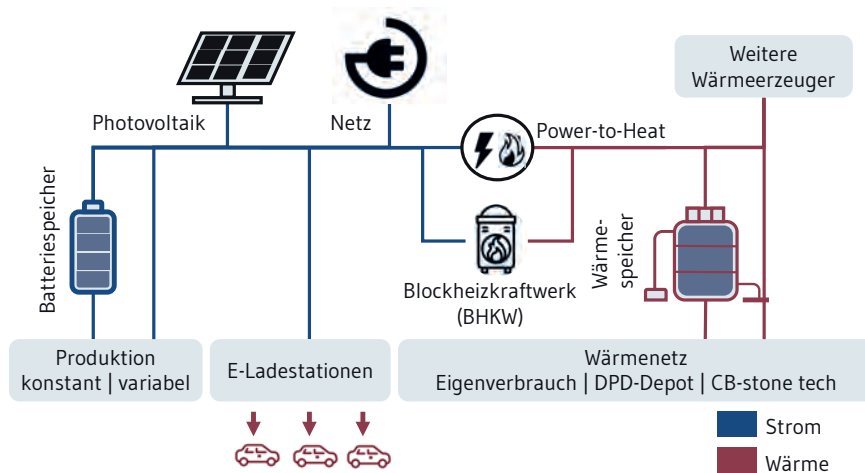 Weitere
Wärmeerzeuger
Photovoltaik
Netz
Power-to-Heat
Batteriespeicher
Wärme-
speicher
Blockheizkraftwerk
(BHKW)
Produktion
konstant | variabel
E-Ladestationen
Wärmenetz
Eigenverbrauch | DPD-Depot | CB-stone tech
Strom
Wärme